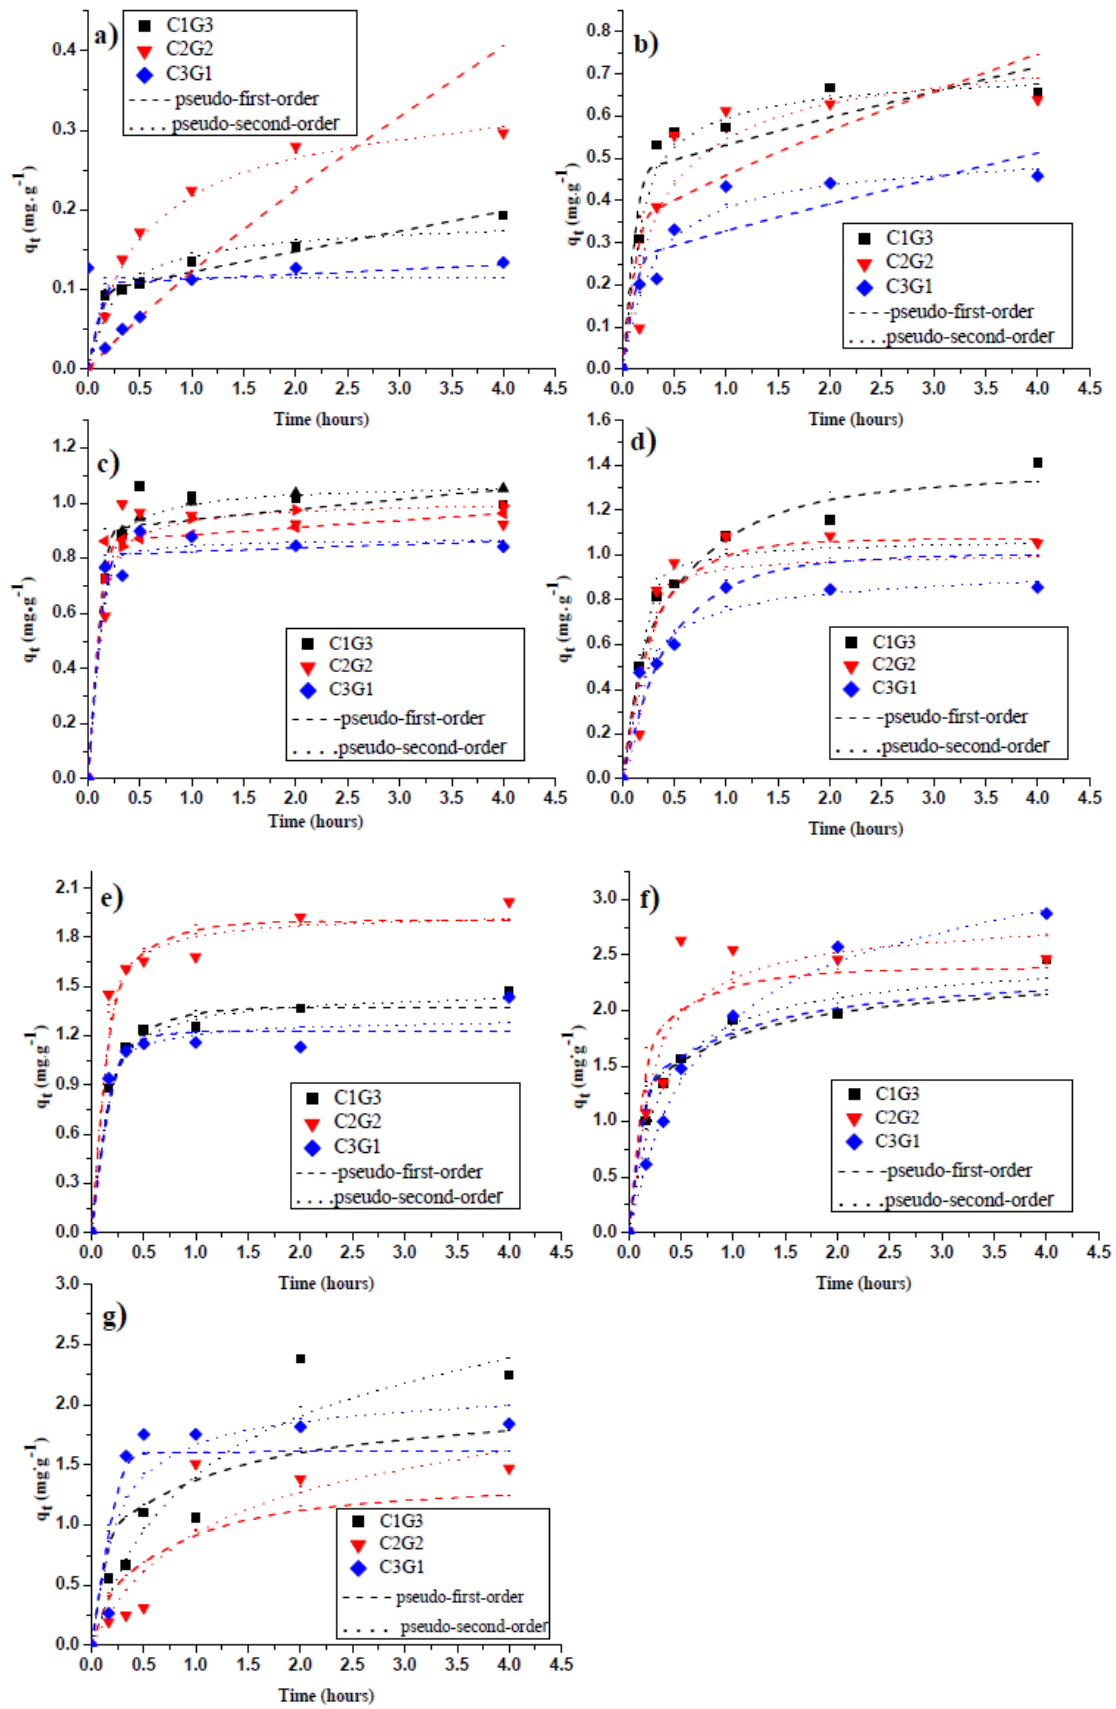 a)
C1G3
C2G2
C3G1
pseudo-first-order
pseudo-second-order
0.4
0.3
0.2
0.1
0.0
qt (mg.g-1)
0.0 0.5 1.0 1.5 2.0 2.5 3.0 3.5 4.0 4.5
Time (hours)
b)
0.8
0.7
0.6
0.5
0.4
0.3
0.2
0.1
0.0
qt (mg.g-1)
C1G3
C2G2
C3G1
-pseudo-first-order
pseudo-second-order
0.0 0.5 1.0 1.5 2.0 2.5 3.0 3.5 4.0 4.5
Time (hours)
c)
1.2
1.0
0.8
0.6
0.4
0.2
0.0
qt (mg.g-1)
C1G3
C2G2
C3G1
-pseudo-first-order
pseudo-second-order
0.0 0.5 1.0 1.5 2.0 2.5 3.0 3.5 4.0 4.5
Time (hours)
d)
1.6
1.4
1.2
1.0
0.8
0.6
0.4
0.2
0.0
qt (mg.g-1)
C1G3
C2G2
C3G1
-pseudo-first-order
pseudo-second-order
0.0 0.5 1.0 1.5 2.0 2.5 3.0 3.5 4.0 4.5
Time (hours)
e)
2.1
1.8
1.5
1.2
0.9
0.6
0.3
0.0
qt (mg.g-1)
C1G3
C2G2
C3G1
-pseudo-first-order
pseudo-second-order
0.0 0.5 1.0 1.5 2.0 2.5 3.0 3.5 4.0 4.5
Time (hours)
f)
3.0
2.5
2.0
1.5
1.0
0.5
0.0
qt (mg.g-1)
C1G3
C2G2
C3G1
-pseudo-first-order
pseudo-second-order
0.0 0.5 1.0 1.5 2.0 2.5 3.0 3.5 4.0 4.5
Time (hours)
g)
3.0
2.5
2.0
1.5
1.0
0.5
0.0
qt (mg.g-1)
C1G3
C2G2
C3G1
pseudo-first-order
pseudo-second-order
0.0 0.5 1.0 1.5 2.0 2.5 3.0 3.5 4.0 4.5
Time (hours)